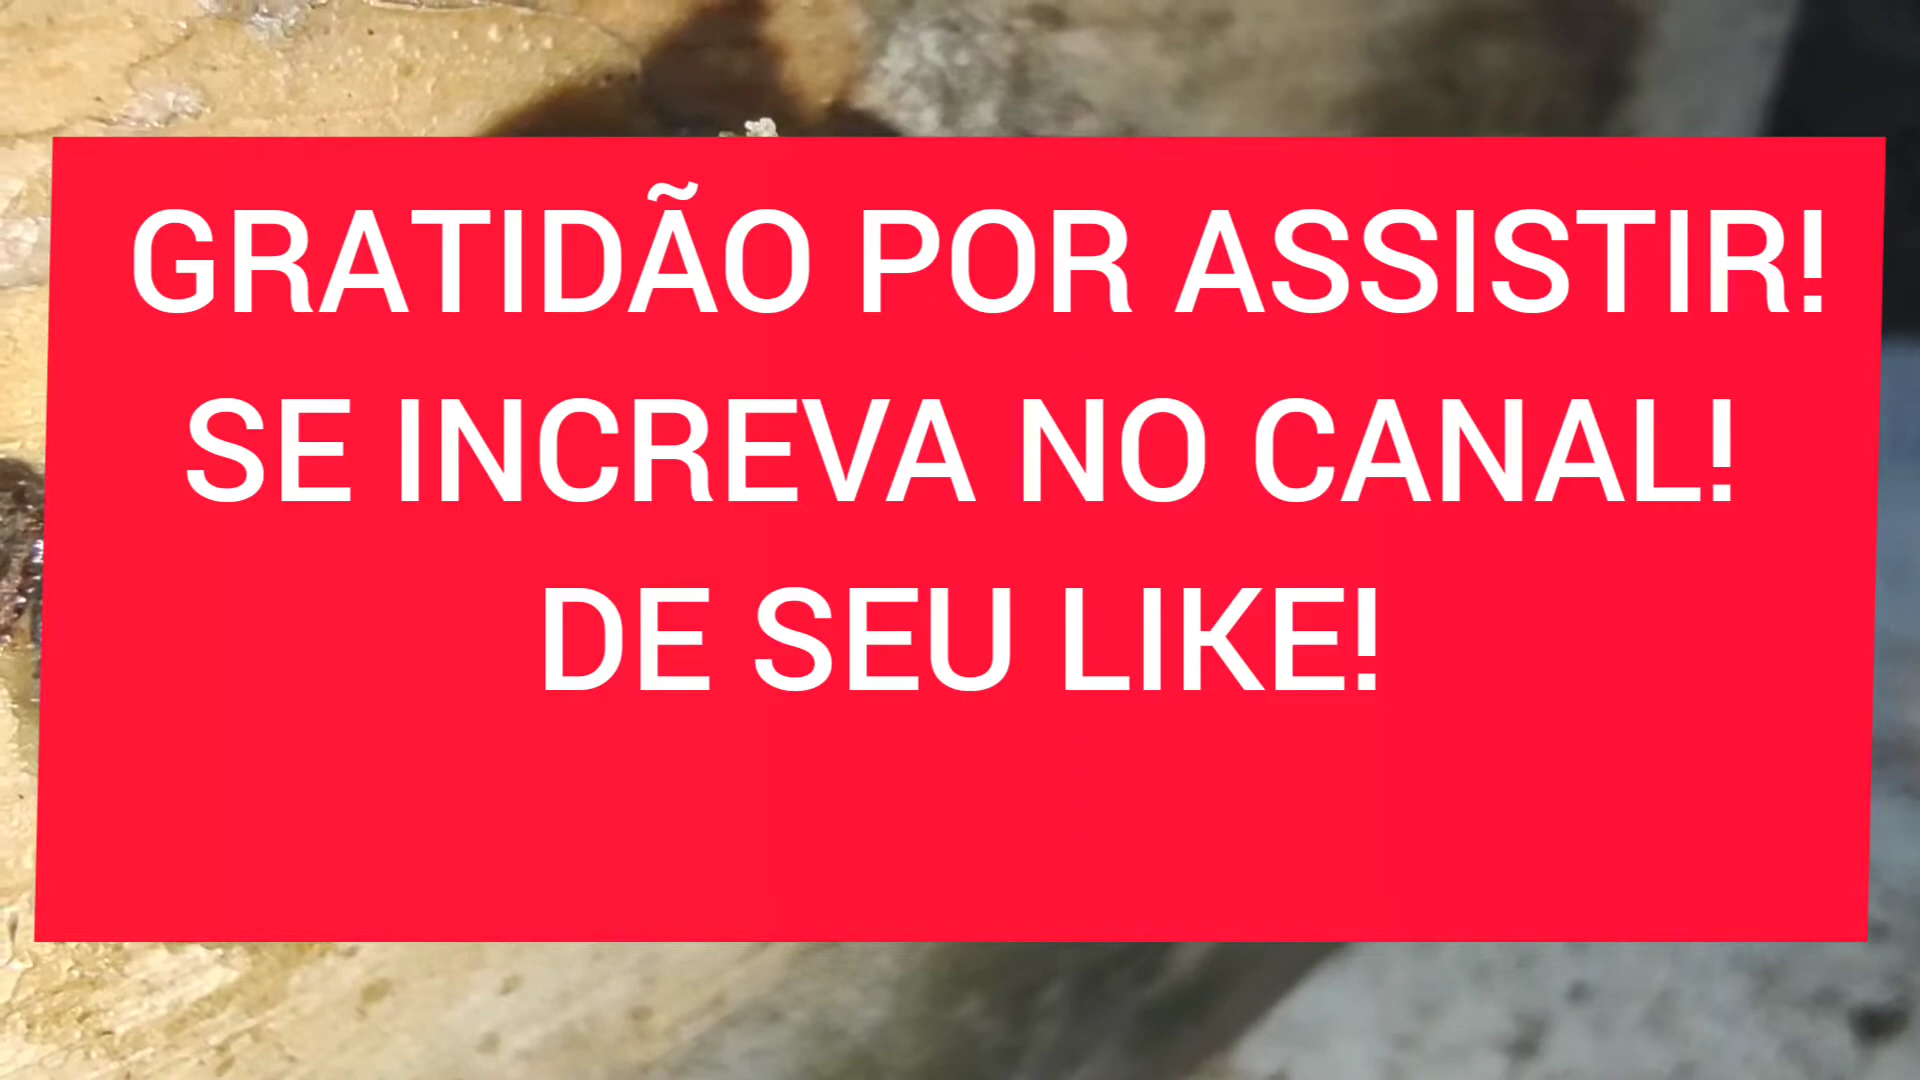 GRATIDÃO POR ASSISTIR!
SE INCREVA NO CANAL!
DE SEU LIKE!